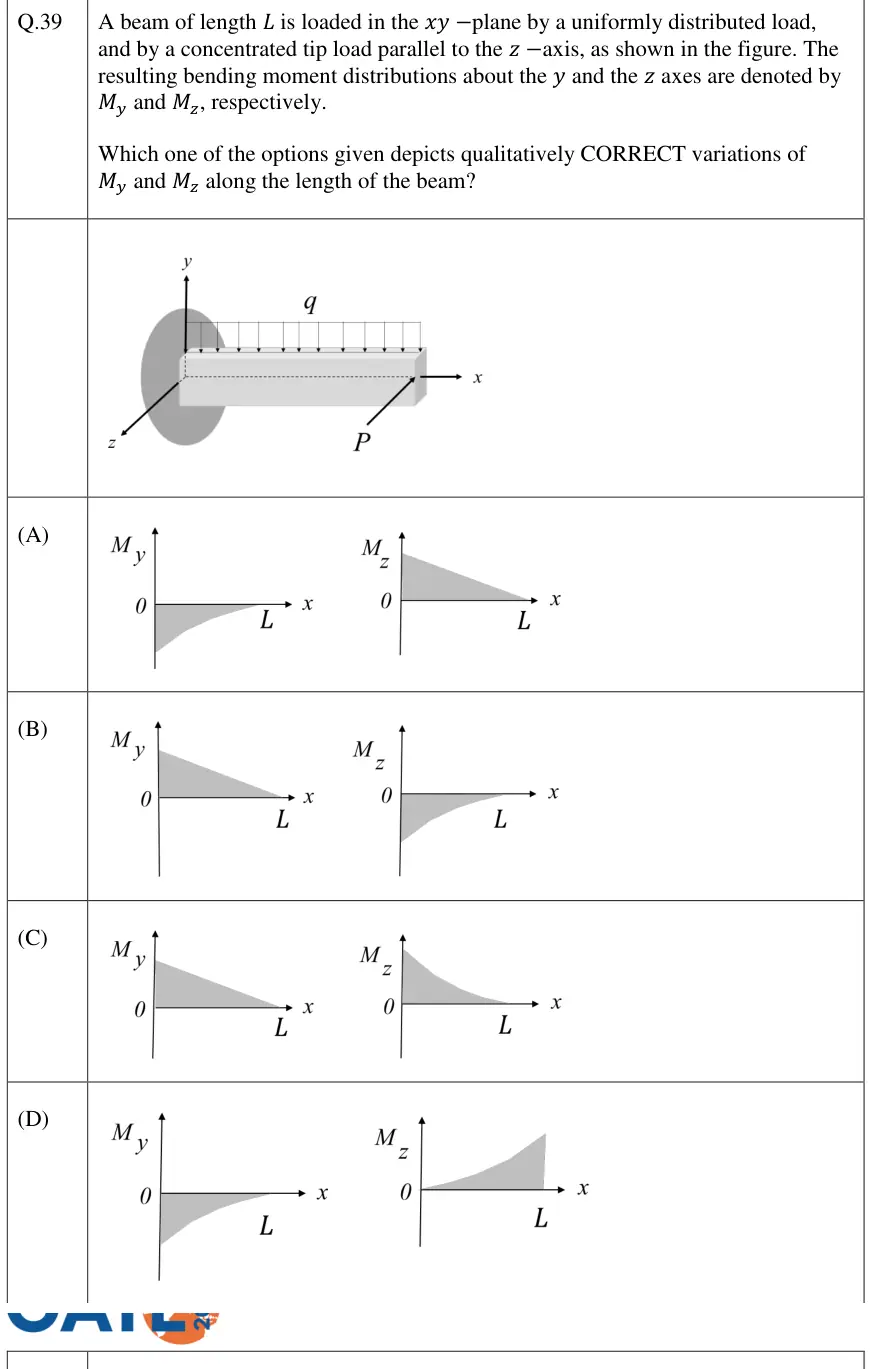 Q.39
A beam of length L is loaded in the xy −plane by a uniformly distributed load,
and by a concentrated tip load parallel to the z −axis, as shown in the figure. The
resulting bending moment distributions about the y and the z axes are denoted by
My and Mz, respectively.
Which one of the options given depicts qualitatively CORRECT variations of
My and Mz along the length of the beam?
y
q
x
z
P
(A)
My
0
L
x
Mz
0
L
x
(B)
My
0
L
x
Mz
0
L
x
(C)
My
0
L
x
Mz
0
L
x
(D)
My
0
L
x
Mz
0
L
x